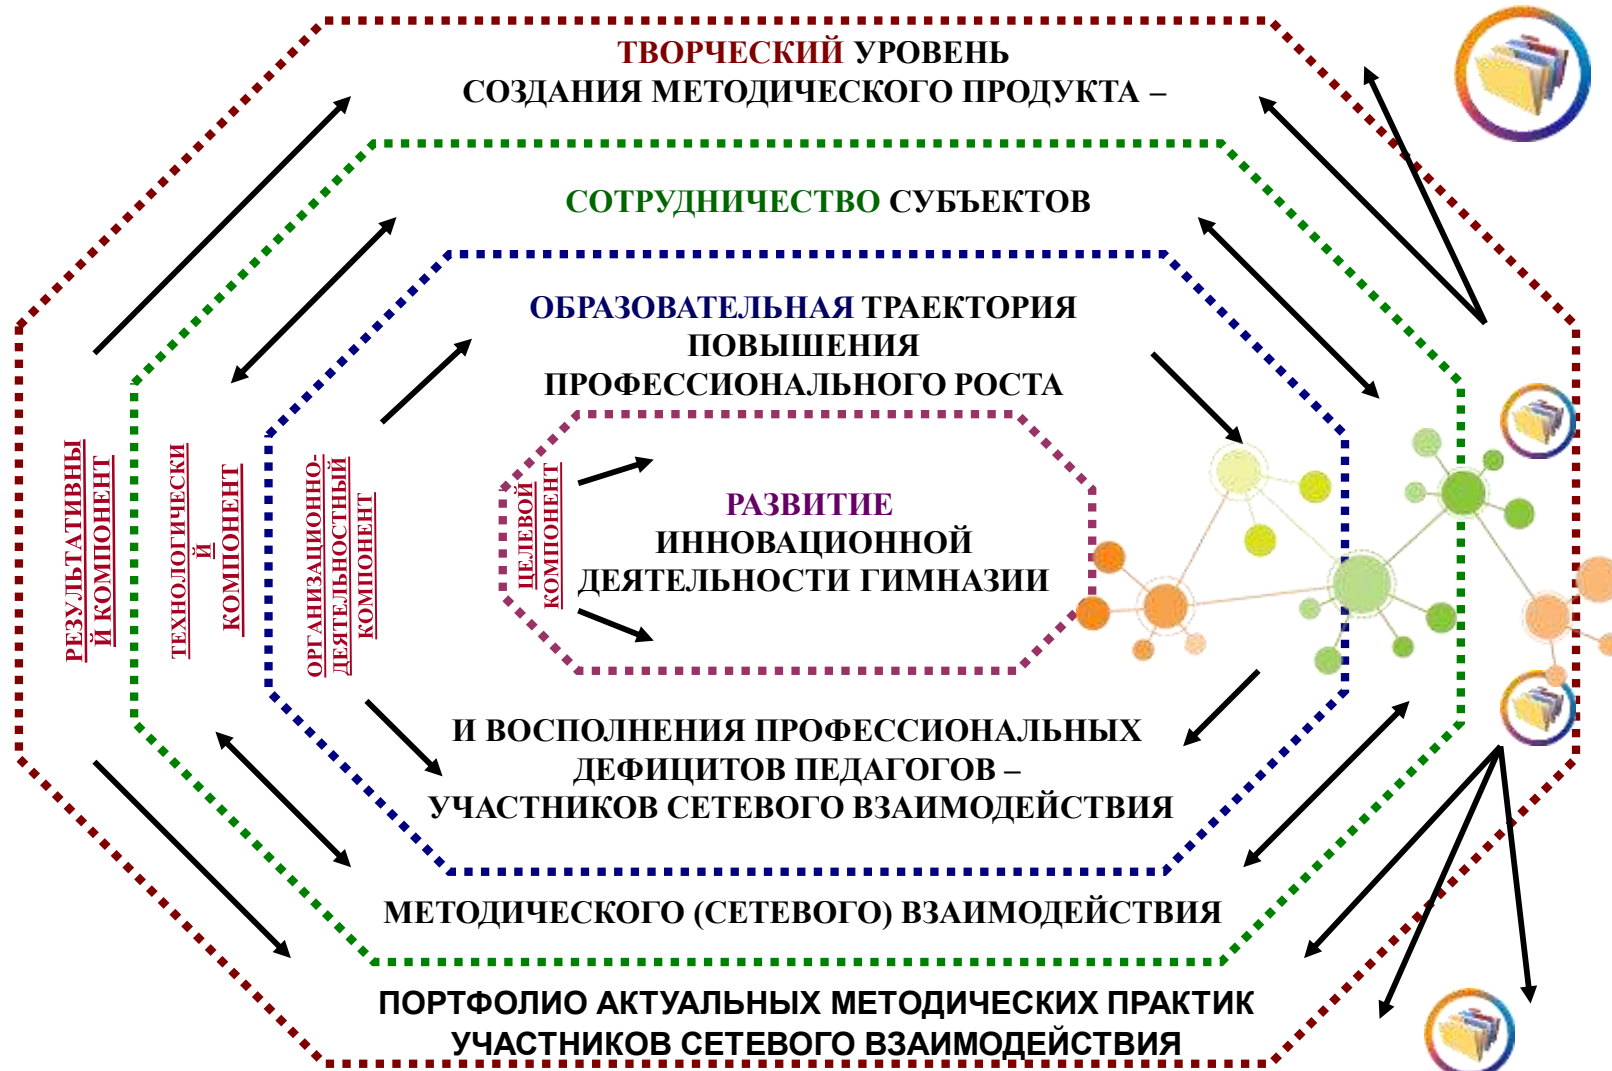 ТВОРЧЕСКИЙ УРОВЕНЬ
СОЗДАНИЯ МЕТОДИЧЕСКОГО ПРОДУКТА –
СОТРУДНИЧЕСТВО СУБЪЕКТОВ
ОБРАЗОВАТЕЛЬНАЯ ТРАЕКТОРИЯ
ПОВЫШЕНИЯ
ПРОФЕССИОНАЛЬНОГО РОСТА
РЕЗУЛЬТАТИВНЫ
Й КОМПОНЕНТ
ТЕХНОЛОГИЧЕСКИ
Й
КОМПОНЕНТ
ОРГАНИЗАЦИОННО-
ДЕЯТЕЛЬНОСТНЫЙ
КОМПОНЕНТ
ЦЕЛЕВОЙ
КОМПОНЕНТ
РАЗВИТИЕ
ИННОВАЦИОННОЙ
ДЕЯТЕЛЬНОСТИ ГИМНАЗИИ
И ВОСПОЛНЕНИЯ ПРОФЕССИОНАЛЬНЫХ
ДЕФИЦИТОВ ПЕДАГОГОВ –
УЧАСТНИКОВ СЕТЕВОГО ВЗАИМОДЕЙСТВИЯ
МЕТОДИЧЕСКОГО (СЕТЕВОГО) ВЗАИМОДЕЙСТВИЯ
ПОРТФОЛИО АКТУАЛЬНЫХ МЕТОДИЧЕСКИХ ПРАКТИК
УЧАСТНИКОВ СЕТЕВОГО ВЗАИМОДЕЙСТВИЯ